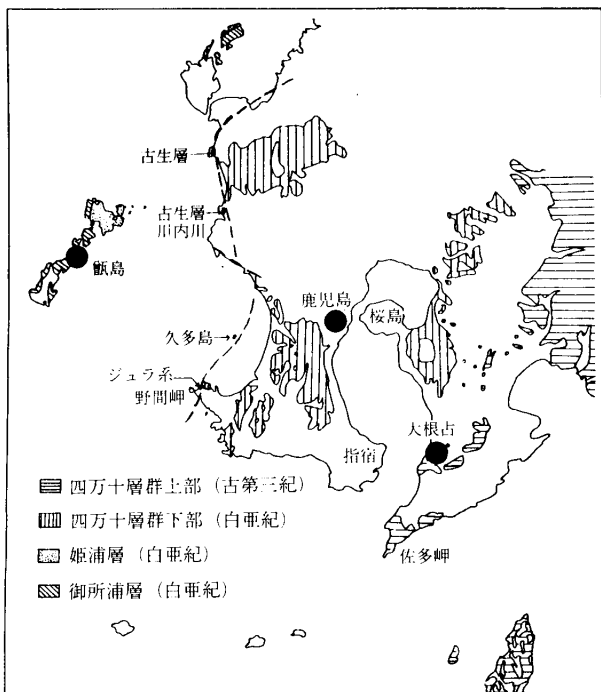 古生層
古生層
川内川
甑島
鹿児島
桜島
久多島
ジュラ系
野間岬
大根占
指宿
佐多岬
四万十層群上部（古第三紀）
四万十層群下部（白亜紀）
姫浦層（白亜紀）
御所浦層（白亜紀）